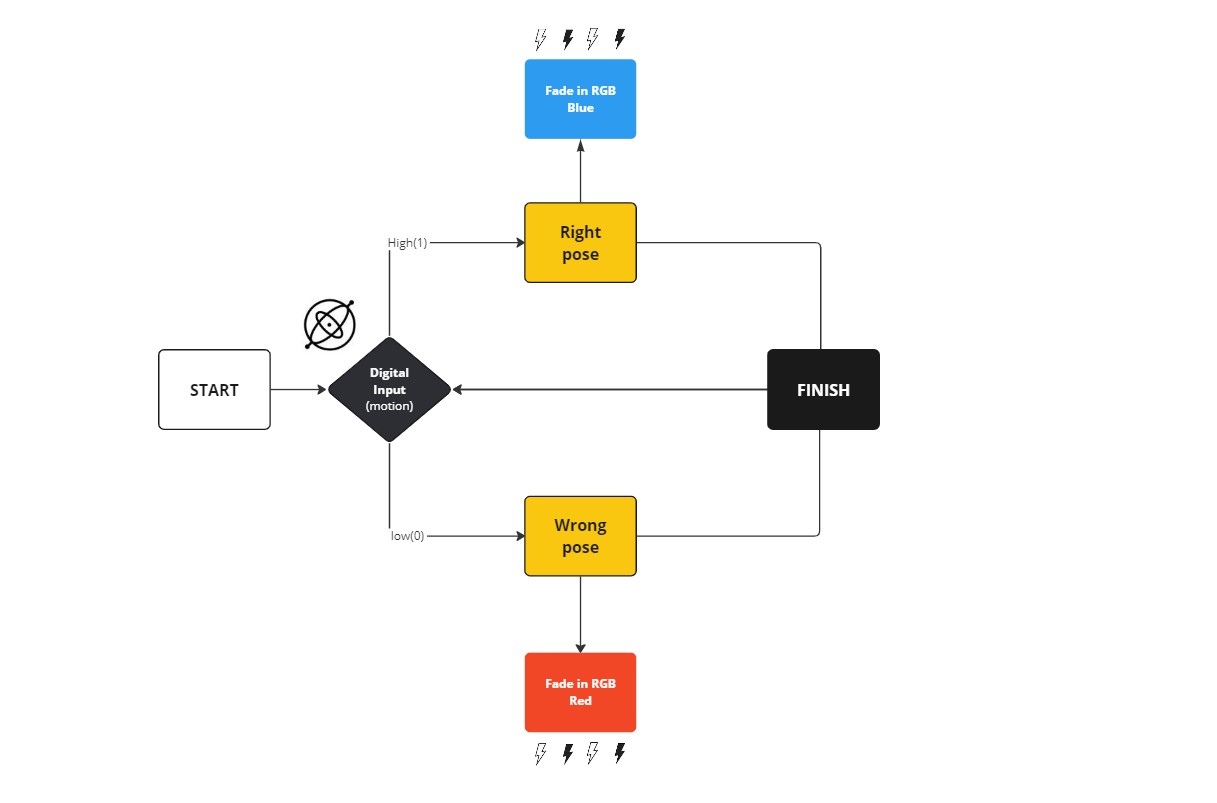 Fade in RGB
Blue
High(1)
Right
pose
START
Digital
Input
(motion)
FINISH
low(0)
Wrong
pose
Fade in RGB
Red